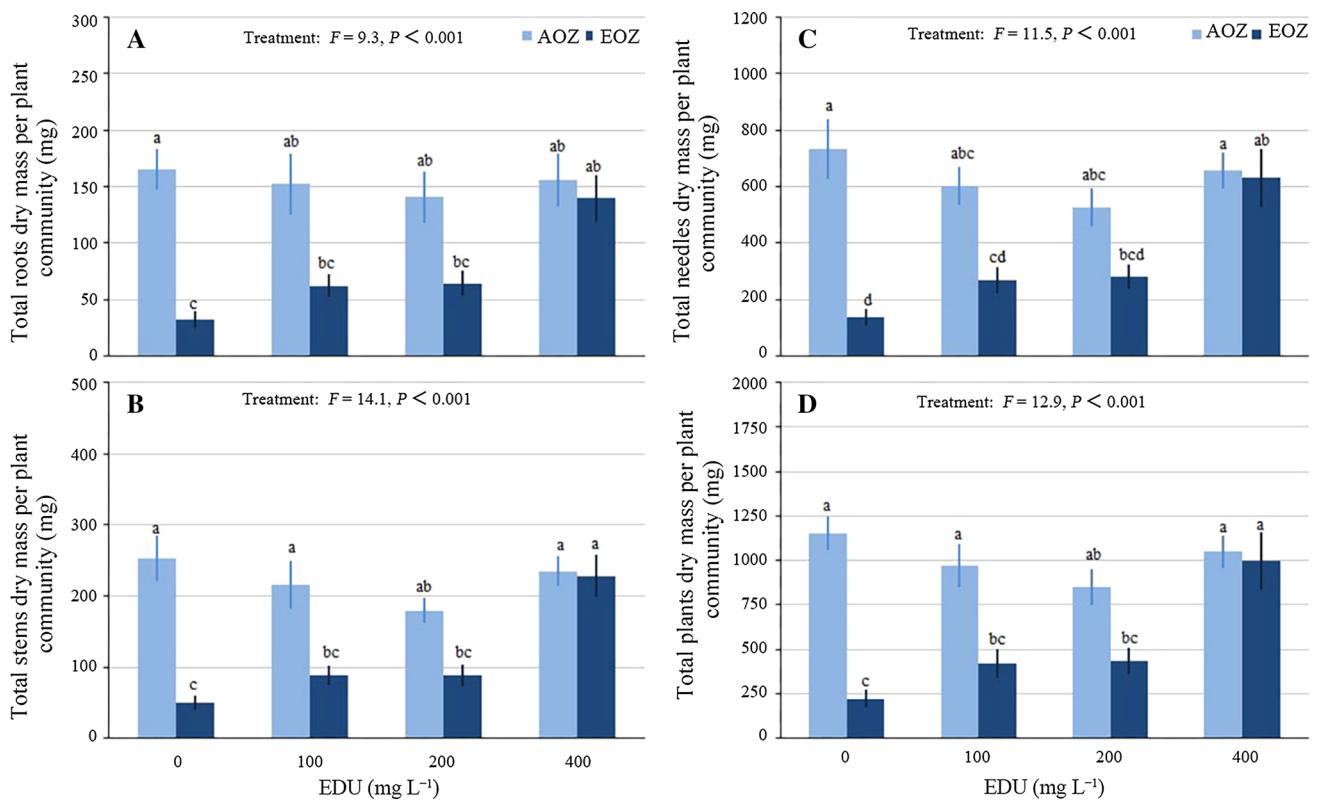 A
Treatment: F = 9.3, P < 0.001
AOZ EOZ
Total roots dry mass per plant
community (mg)
300
250
200
150
100
50
0
a
c
ab
bc
ab
bc
ab
ab
C
Treatment: F = 11.5, P < 0.001
AOZ EOZ
Total needles dry mass per plant
community (mg)
1200
1000
800
600
400
200
0
a
d
abc
cd
abc
bcd
a
ab
B
Treatment: F = 14.1, P < 0.001
Total stems dry mass per plant
community (mg)
500
400
300
200
100
0
a
c
a
bc
ab
bc
a
a
0 100 200 400
EDU (mg L⁻¹)
D
Treatment: F = 12.9, P < 0.001
Total plants dry mass per plant
community (mg)
2000
1750
1500
1250
1000
750
500
250
0
a
c
a
bc
ab
bc
a
a
0 100 200 400
EDU (mg L⁻¹)